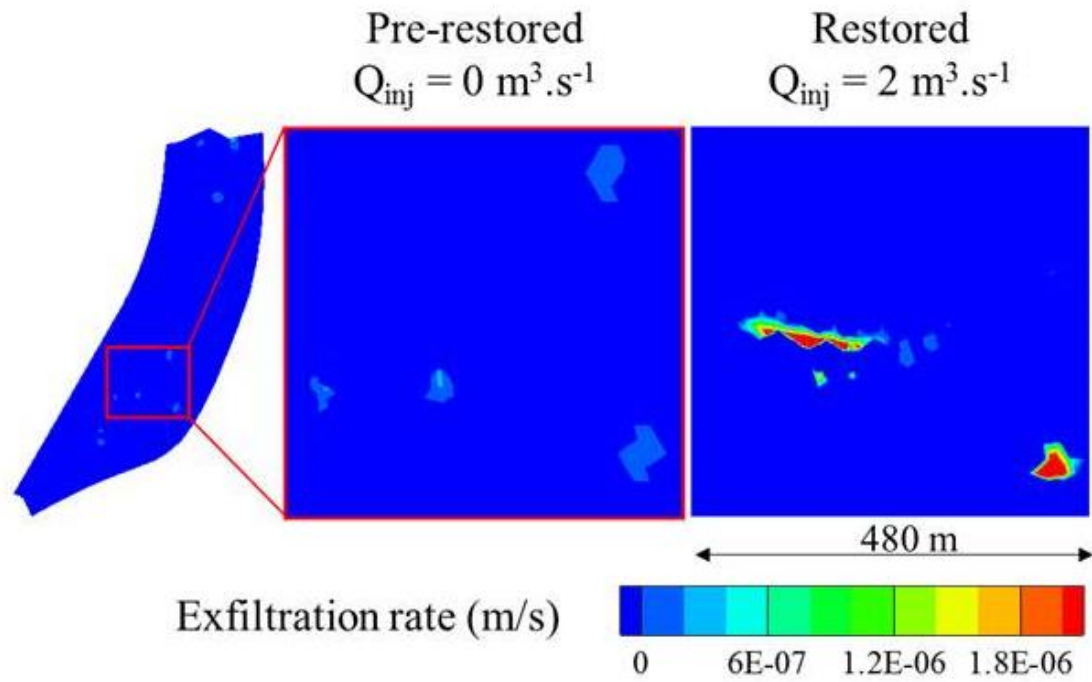 Pre-restored
Q_inj = 0 m³.s⁻¹
Restored
Q_inj = 2 m³.s⁻¹
480 m
Exfiltration rate (m/s)
0 6E-07 1.2E-06 1.8E-06